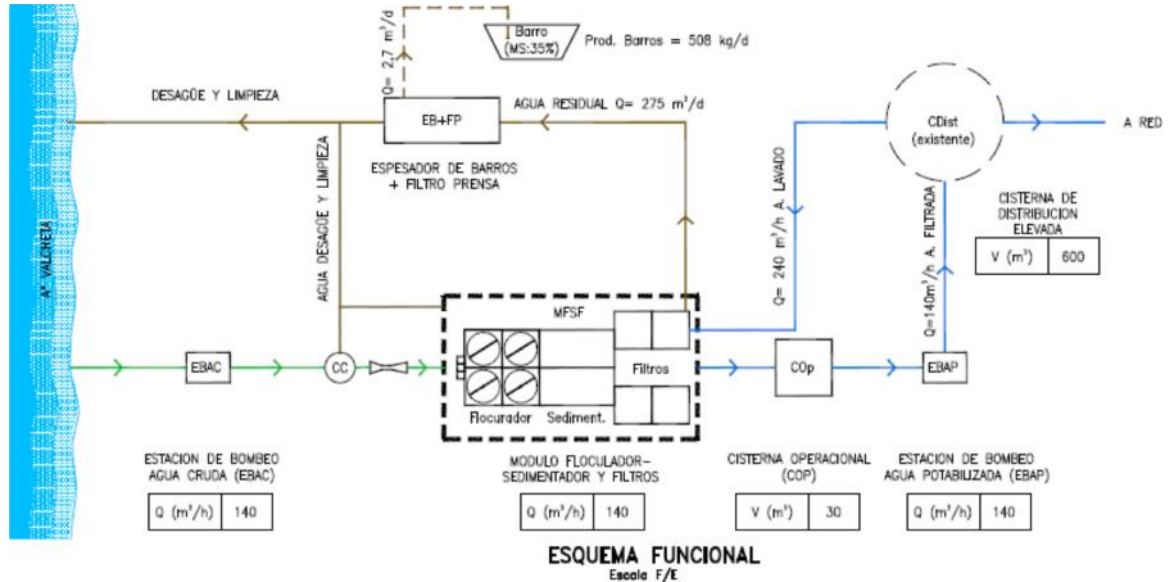 Q= 2,7 m³/d
Barro
(MS:35%)
Prod. Barros = 508 kg/d
DESAGÜE Y LIMPIEZA
EB+FP
AGUA RESIDUAL Q= 275 m³/d
CDist
(existente)
A RED
ESPESADOR DE BARROS
+ FILTRO PRENSA
AGUA DESAGÜE Y LIMPIEZA
Q= 240 m³/h A. LAVADO
Q=140m³/h A. FILTRADA
CISTERNA DE
DISTRIBUCION
ELEVADA
V (m³) 600
Aº VALCHETA
MFSF
EBAC
CC
Filtros
COp
EBAP
Flocurador Sediment.
ESTACION DE BOMBEO
AGUA CRUDA (EBAC)
Q (m³/h) 140
MODULO FLOCULADOR-
SEDIMENTADOR Y FILTROS
Q (m³/h) 140
CISTERNA OPERACIONAL
(COP)
V (m³) 30
ESTACION DE BOMBEO
AGUA POTABILIZADA (EBAP)
Q (m³/h) 140
ESQUEMA FUNCIONAL
Escala F/E